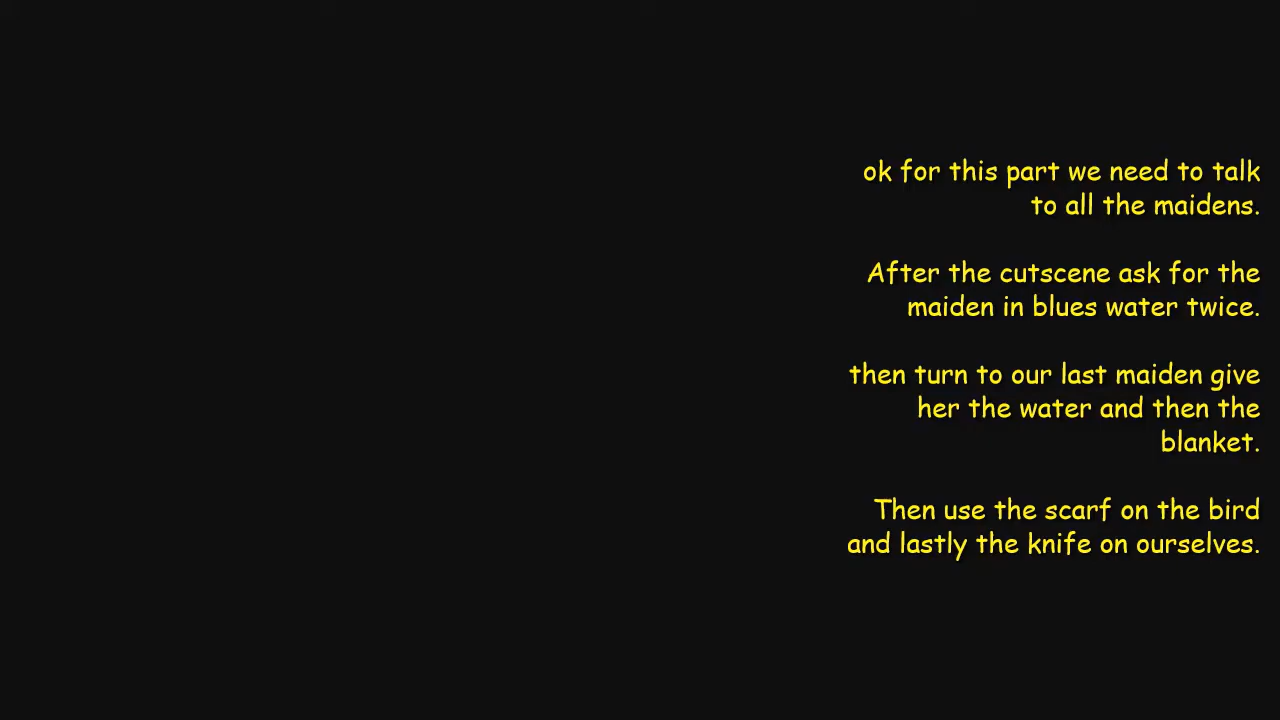 ok for this part we need to talk
to all the maidens.
After the cutscene ask for the
maiden in blues water twice.
then turn to our last maiden give
her the water and then the
blanket.
Then use the scarf on the bird
and lastly the knife on ourselves.